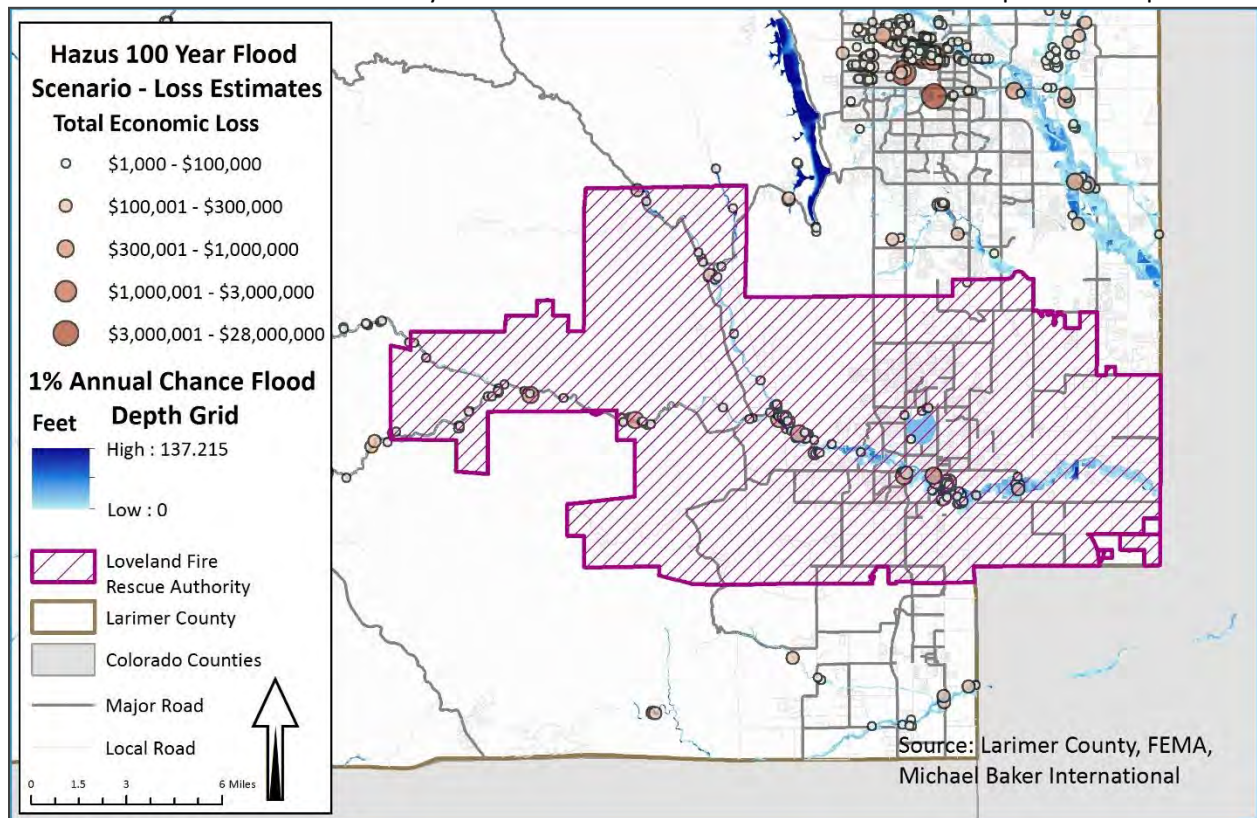 Hazus 100 Year Flood
Scenario - Loss Estimates
Total Economic Loss
$1,000 - $100,000
$100,001 - $300,000
$300,001 - $1,000,000
$1,000,001 - $3,000,000
$3,000,001 - $28,000,000
1% Annual Chance Flood
Depth Grid
Feet
High : 137.215
Low : 0
Loveland Fire
Rescue Authority
Larimer County
Colorado Counties
Major Road
Local Road
0 1.5 3 6 Miles
Source: Larimer County, FEMA,
Michael Baker International